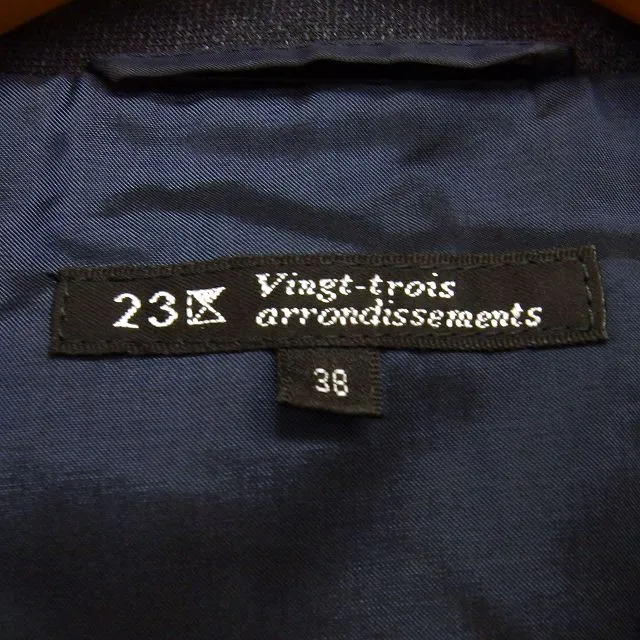 23区 Vingt-trois
arrondissements
38